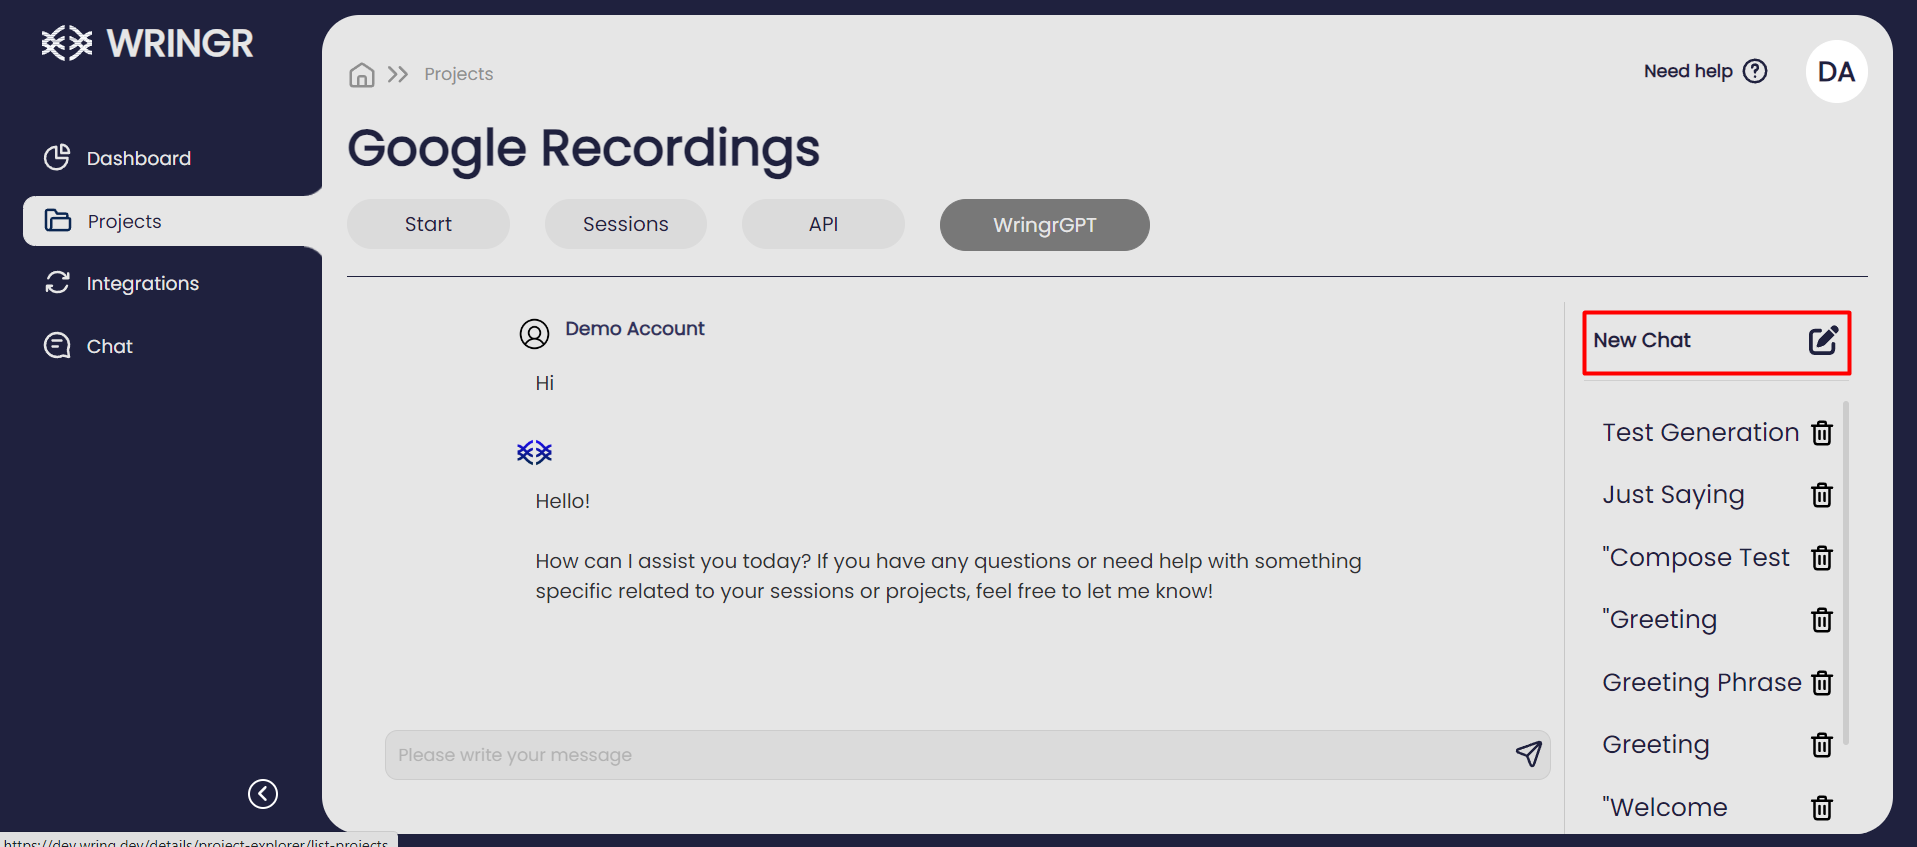 WRINGR
Dashboard
Projects
Integrations
Chat
Projects
Need help
DA
Google Recordings
Start
Sessions
API
WringrGPT
Demo Account
Hi
Hello!
How can I assist you today? If you have any questions or need help with something
specific related to your sessions or projects, feel free to let me know!
Please write your message
New Chat
Test Generation
Just Saying
"Compose Test
"Greeting
Greeting Phrase
Greeting
"Welcome
https://dev.wring.dev/details/project-explorer/list-projects